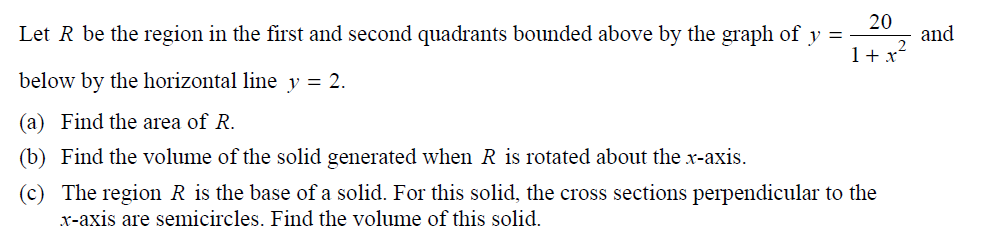 Let R be the region in the first and second quadrants bounded above by the graph of y = 20/(1 + x²) and
below by the horizontal line y = 2.
(a) Find the area of R.
(b) Find the volume of the solid generated when R is rotated about the x-axis.
(c) The region R is the base of a solid. For this solid, the cross sections perpendicular to the
x-axis are semicircles. Find the volume of this solid.